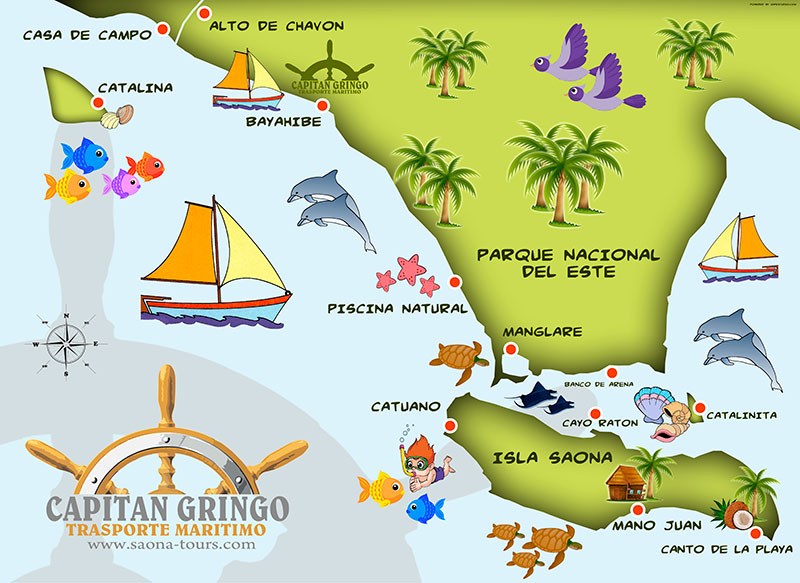 ALTO DE CHAVON
CASA DE CAMPO
CATALINA
CAPITAN GRINGO
TRASPORTE MARITIMO
BAYAHIBE
PARQUE NACIONAL
DEL ESTE
PISCINA NATURAL
N
W E
S
MANGLARE
BANCO DE ARENA
CATUANO
CAYO RATON
CATALINITA
ISLA SAONA
CAPITAN GRINGO
TRASPORTE MARITIMO
www.saona-tours.com
MANO JUAN
CANTO DE LA PLAYA